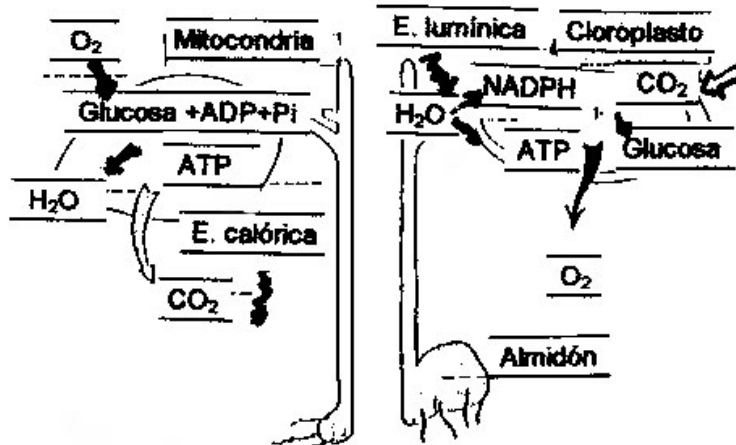 O₂
Mitocondria
Glucosa +ADP+Pi
ATP
H₂O
E. calórica
CO₂
E. lumínica
Cloroplasto
NADPH
CO₂
H₂O
ATP
Glucosa
O₂
Almidón